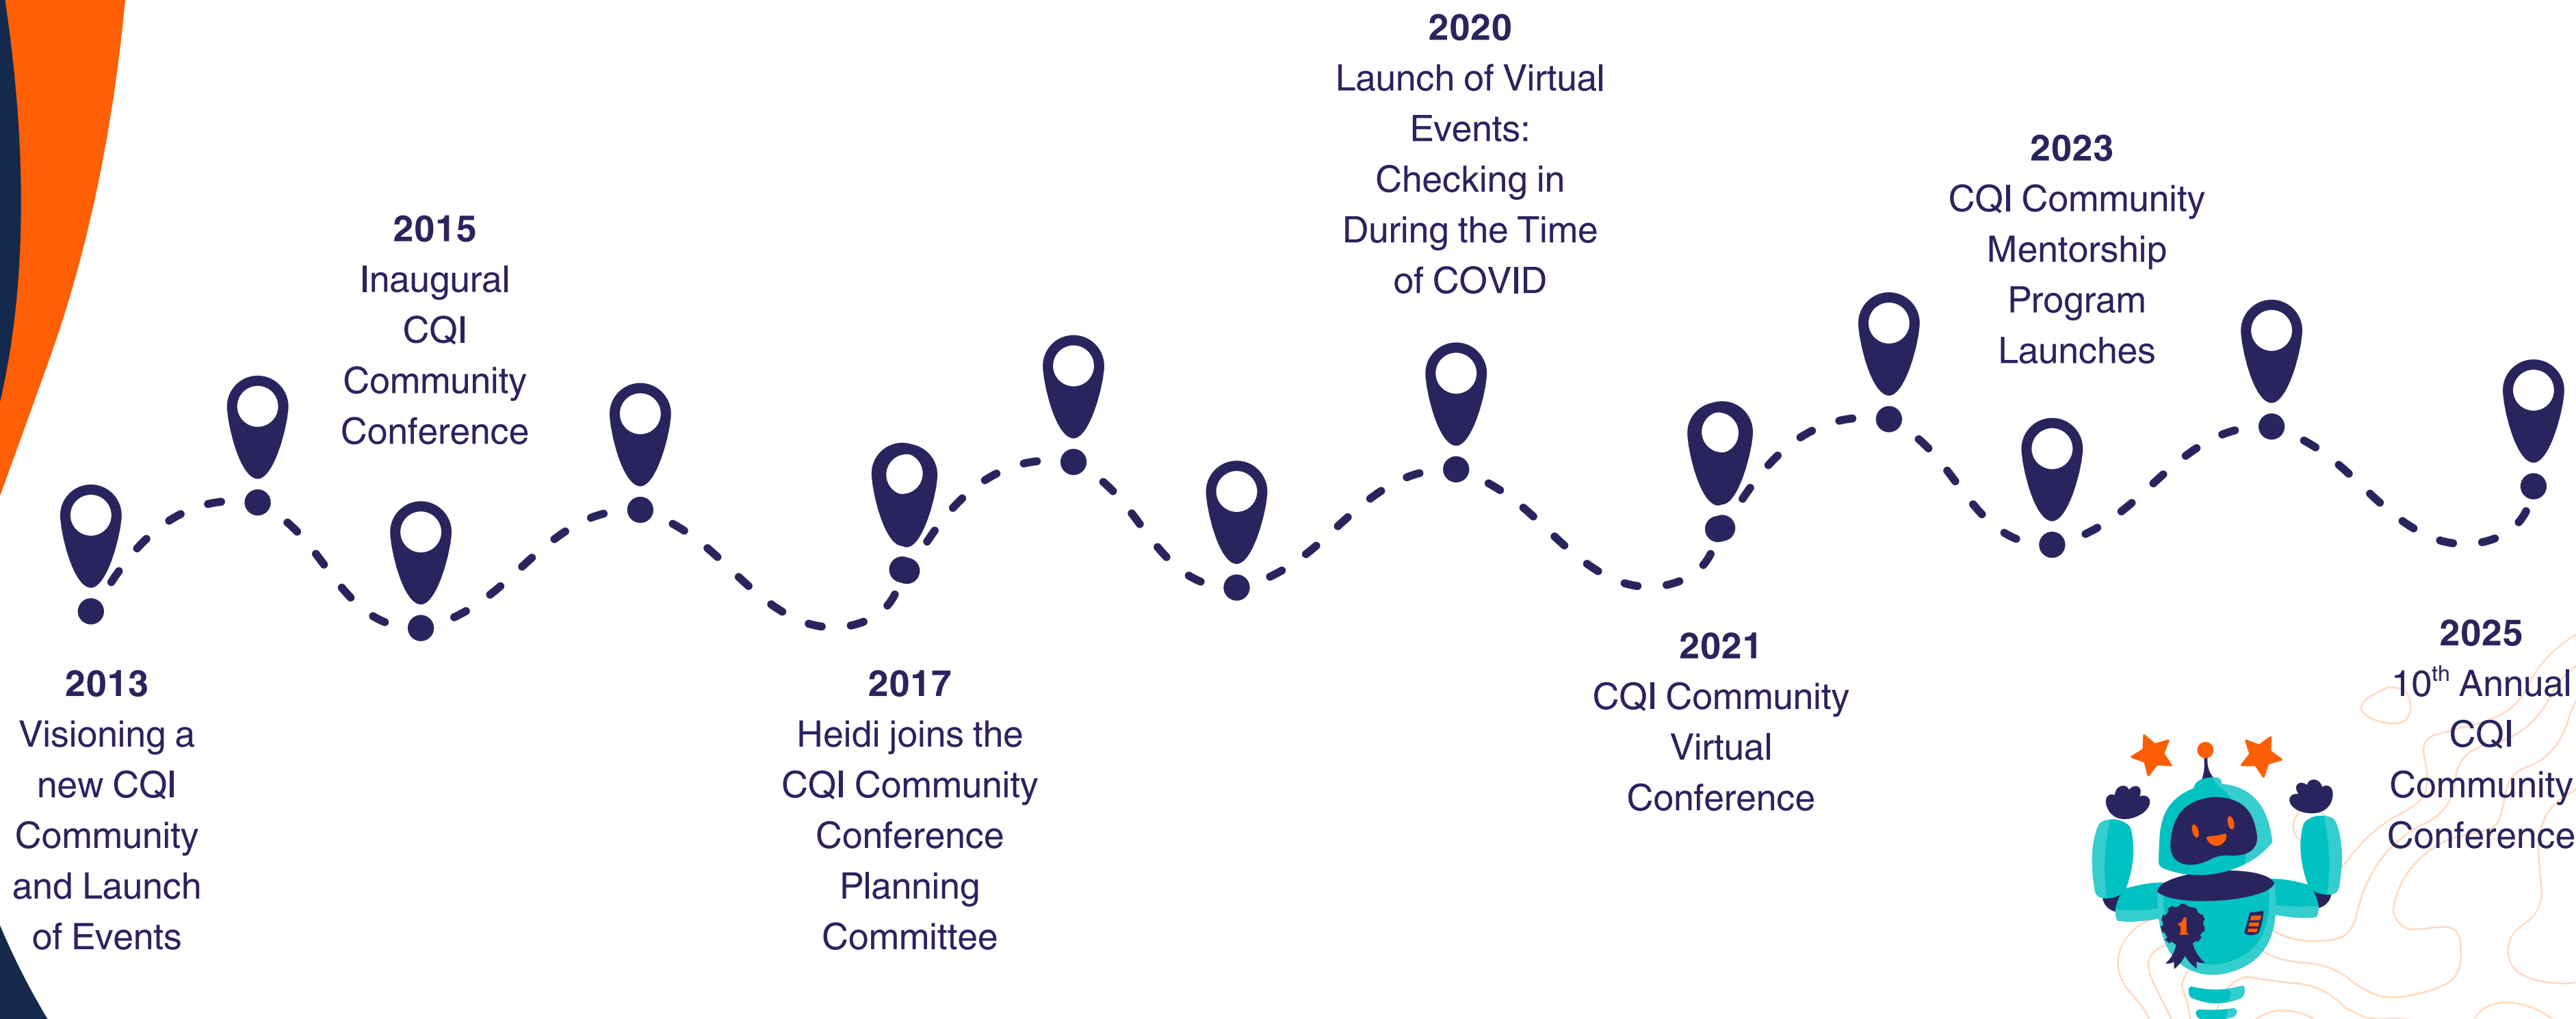 2013
Visioning a
new CQI
Community
and Launch
of Events
2015
Inaugural
CQI
Community
Conference
2017
Heidi joins the
CQI Community
Conference
Planning
Committee
2020
Launch of Virtual
Events:
Checking in
During the Time
of COVID
2021
CQI Community
Virtual
Conference
2023
CQI Community
Mentorship
Program
Launches
2025
10th Annual
CQI
Community
Conference
1